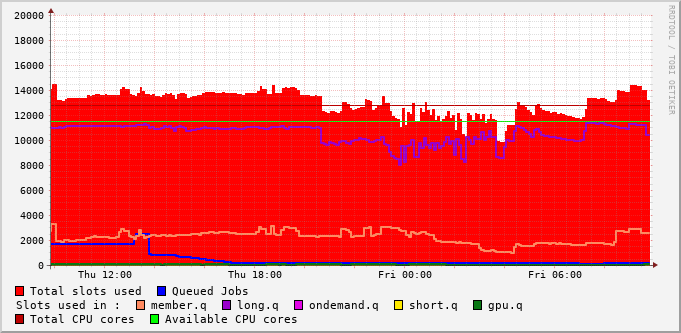 20000
18000
16000
14000
12000
10000
8000
6000
4000
2000
0
Thu 12:00 Thu 18:00 Fri 00:00 Fri 06:00
RRDTOOL / TOBI OETIKER
Total slots used Queued Jobs
Slots used in : member.q long.q ondemand.q short.q gpu.q
Total CPU cores Available CPU cores